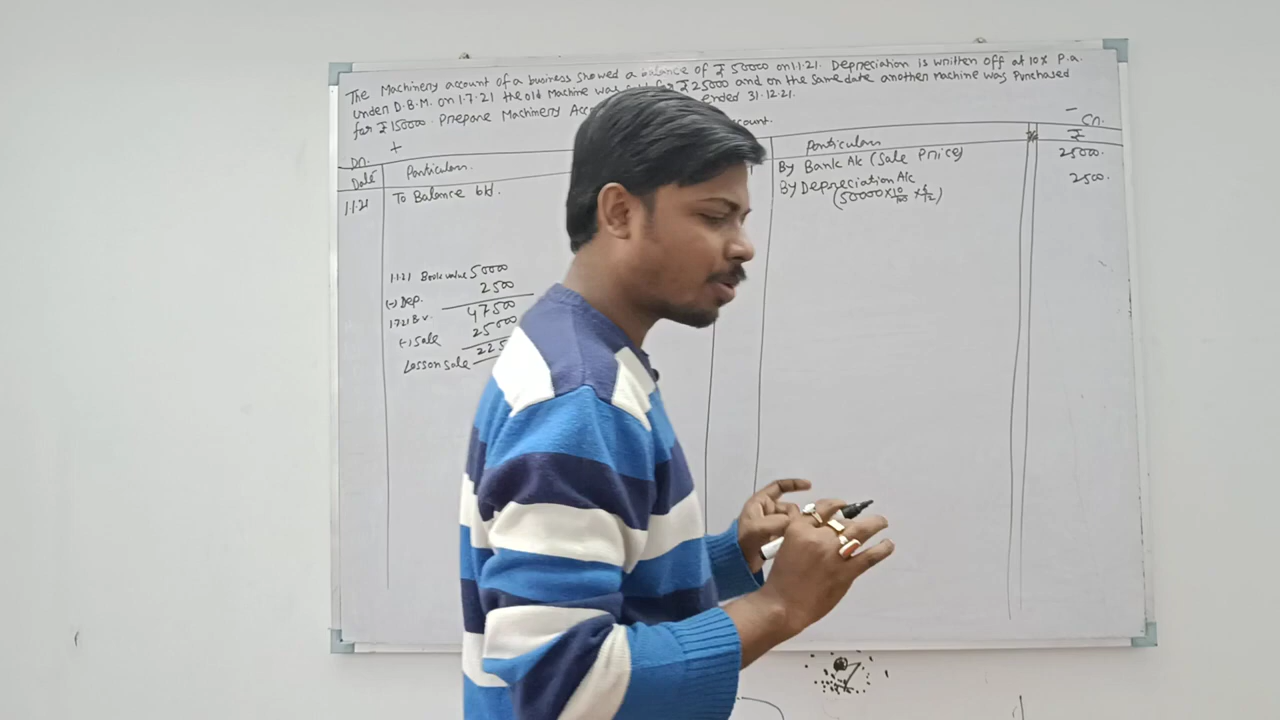 The Machinery account of a business showed a balance of ₹ 50000 on 1.1.21. Depreciation is written off at 10% P.a.
under D.B.M. on 1.7.21 the old Machine was for ₹ 25000 and on the same date another Machine was Purchased
for ₹ 150000. Prepare Machinery ended 31.12.21.
count.
Dr. + - Cr.
Date Particulars Particulars ₹
1.1.21 To Balance b/d. By Bank A/c (Sale Price) 25000.
By Depreciation A/c 2500.
(50000×10/100×6/12)
1.1.21 Book value 50000
(-) Dep. 2500
1.7.21 B.V. 47500
(-) Sale 25000
Loss on sale